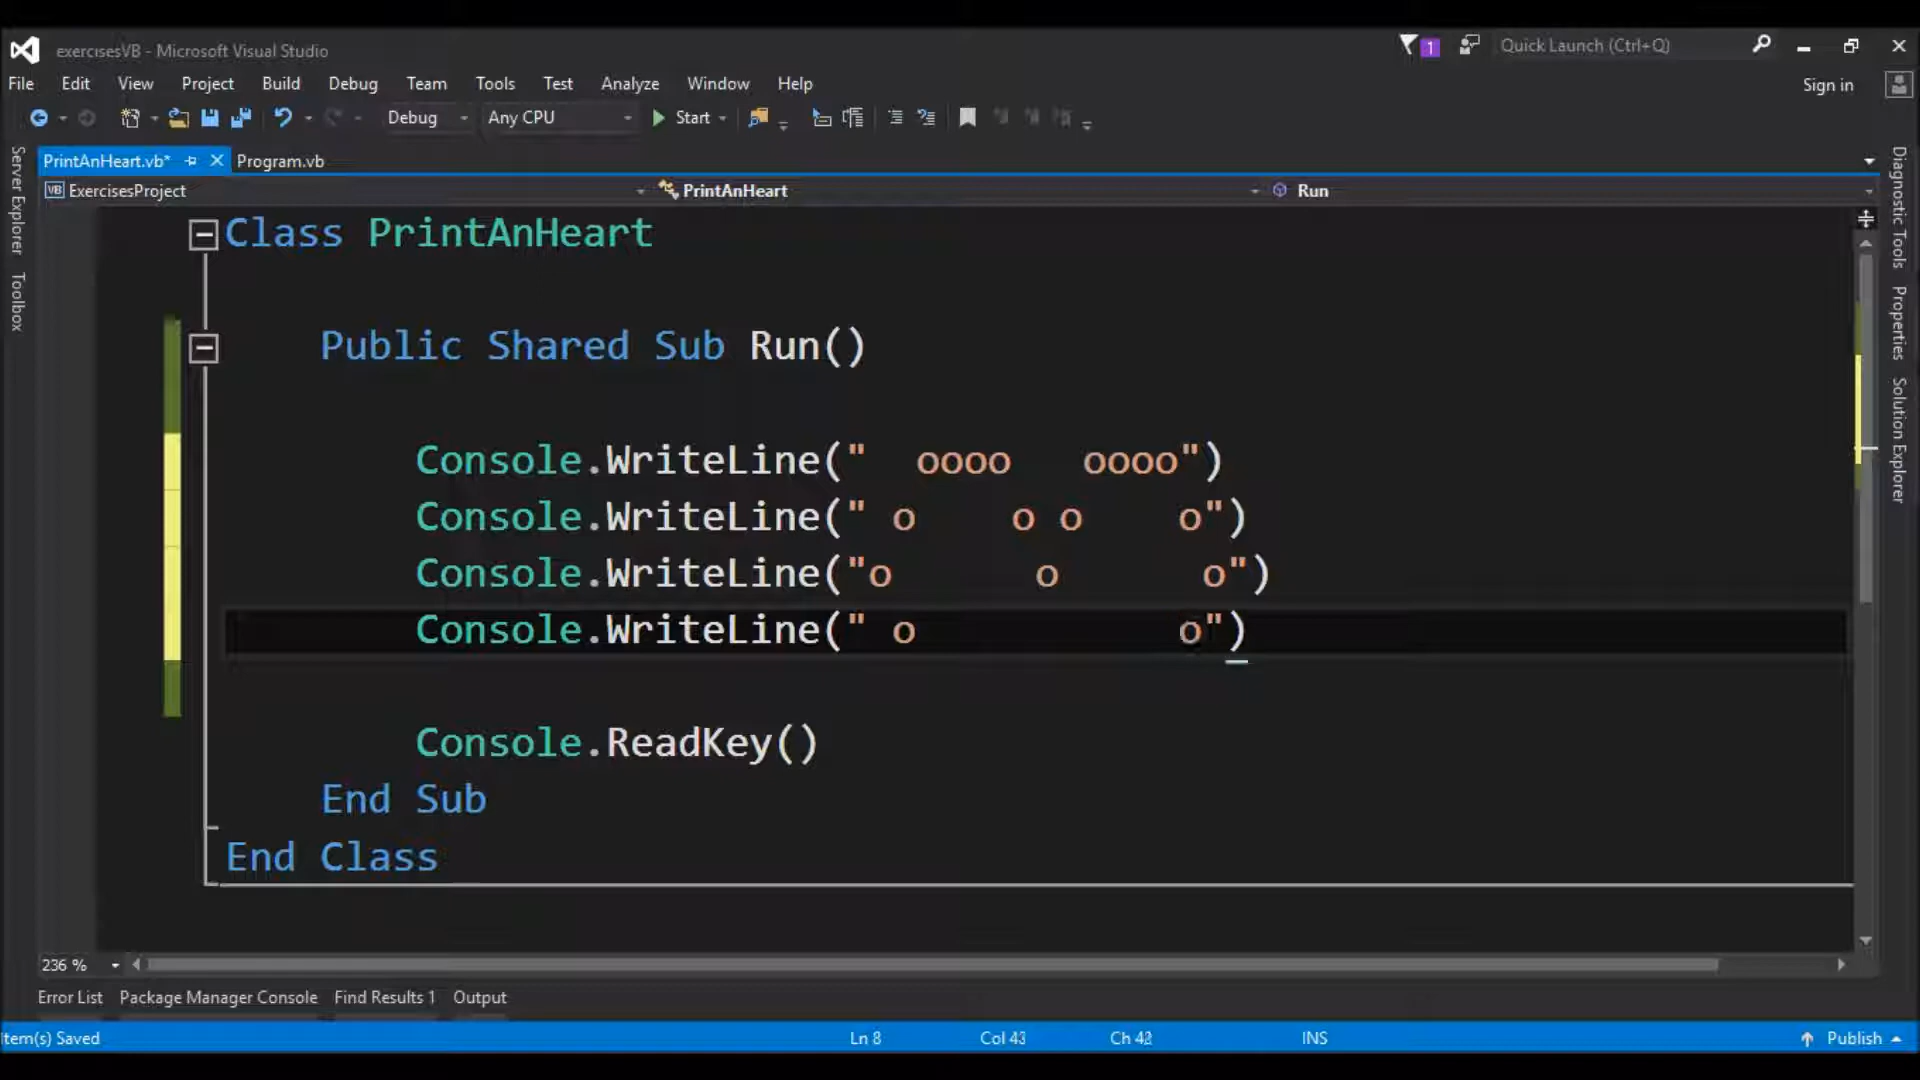 exercisesVB - Microsoft Visual Studio
1
Quick Launch (Ctrl+Q)
File Edit View Project Build Debug Team Tools Test Analyze Window Help
Sign in
Debug Any CPU Start
PrintAnHeart.vb* Program.vb
VB ExercisesProject PrintAnHeart Run
Server Explorer
Toolbox
Class PrintAnHeart
Public Shared Sub Run()
Console.WriteLine("  oooo   oooo")
Console.WriteLine(" o    o o    o")
Console.WriteLine("o      o      o")
Console.WriteLine(" o           o")
Console.ReadKey()
End Sub
End Class
Diagnostic Tools
Properties
Solution Explorer
236 %
Error List Package Manager Console Find Results 1 Output
Item(s) Saved Ln 8 Col 43 Ch 42 INS Publish